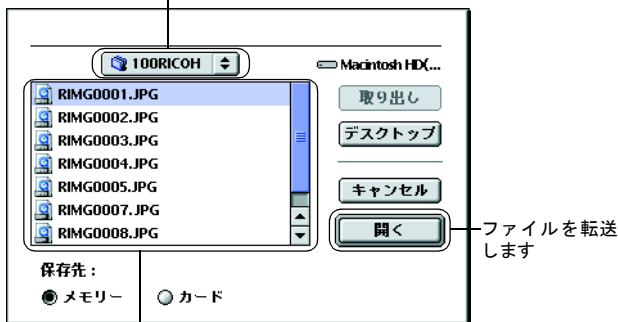 100RICOH
Macintosh HD(...
RIMG0001.JPG
RIMG0002.JPG
RIMG0003.JPG
RIMG0004.JPG
RIMG0005.JPG
RIMG0007.JPG
RIMG0008.JPG
取り出し
デスクトップ
キャンセル
開く
ファイルを転送
します
保存先：
メモリー
カード